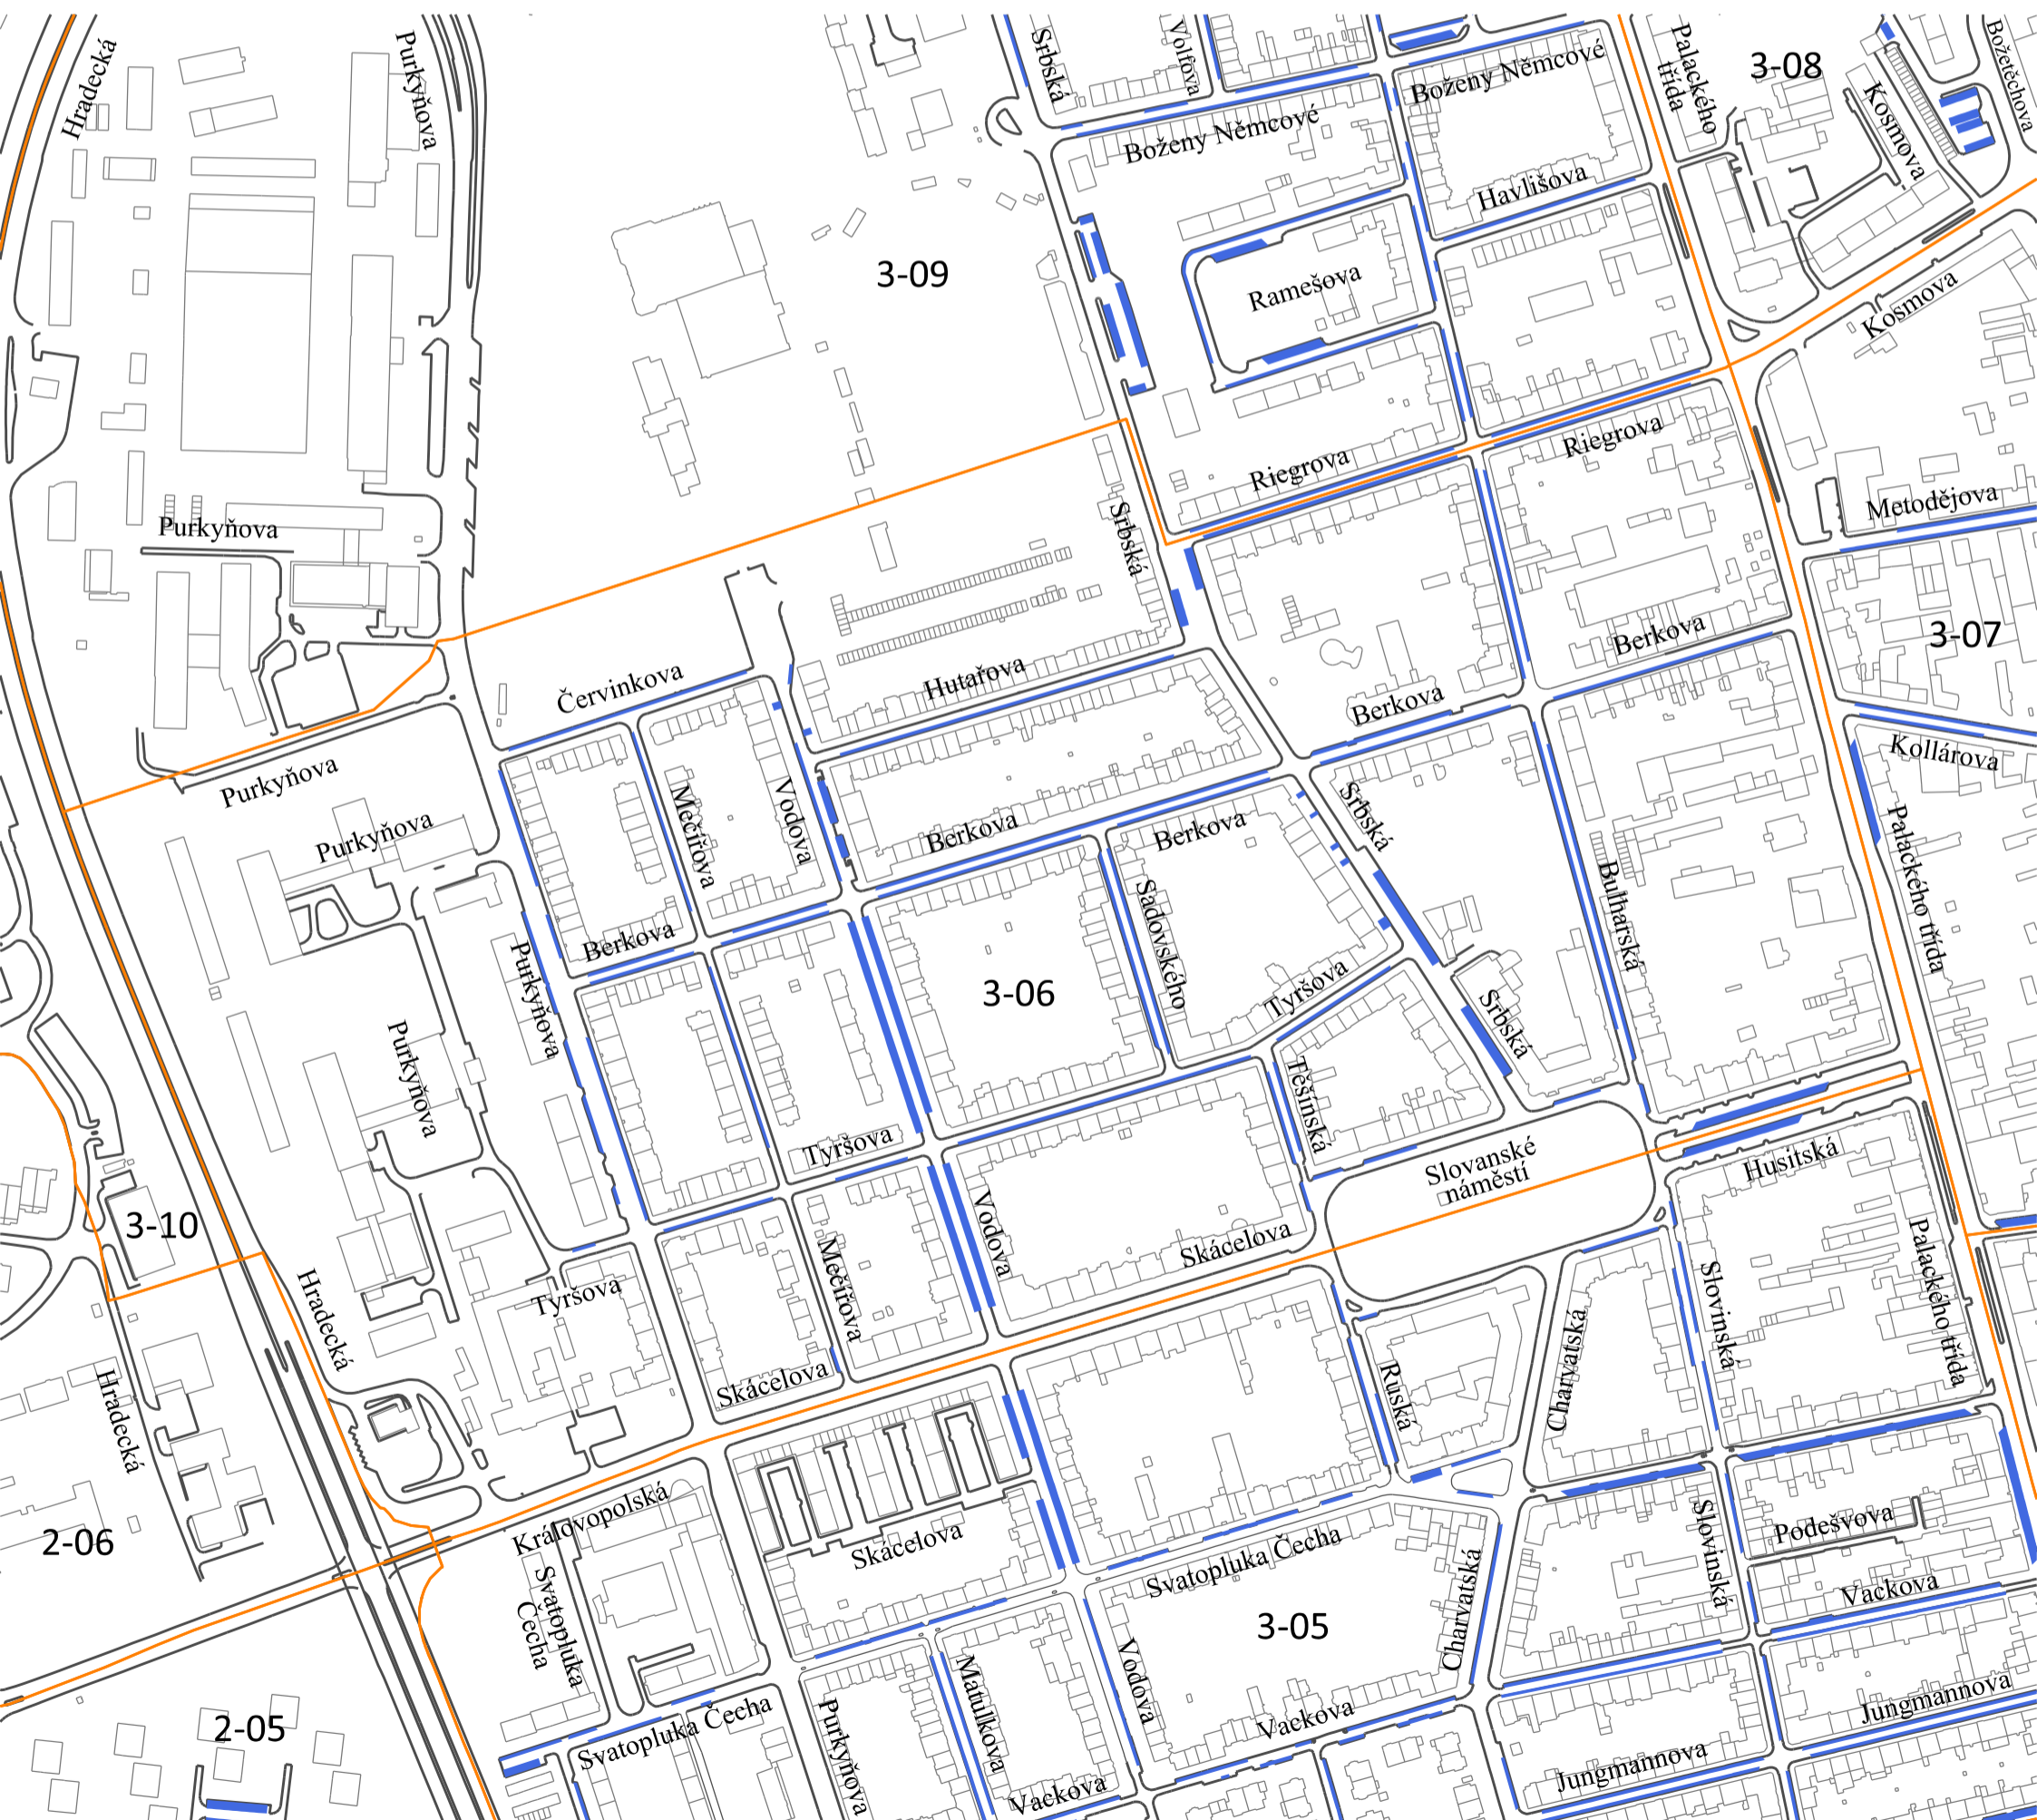 Hradecká
Purkyňova
Srbská
Volfova
Boženy Němcové
Palackého
třída
3-08
Kosmova
Božetěchova
Boženy Němcové
Havlišova
3-09
Ramešova
Kosmova
Riegrova
Riegrova
Metodějova
Purkyňova
Srbská
Berkova
3-07
Červinkova
Hutařova
Berkova
Kollárova
Purkyňova
Purkyňova
Mečířova
Vodova
Berkova
Berkova
Srbská
Bulharská
Palackého třída
Berkova
Purkyňova
Sadovského
3-06
Tyršova
Srbská
Purkyňova
Těšínská
Tyršova
Slovanské
náměstí
Husitská
3-10
Vodova
Skácelova
Palackého třída
Hradecká
Tyršova
Mečířova
Slovinská
Charvatská
Ruská
Skácelova
Hradecká
2-06
Královopolská
Skácelova
Svatopluka Čecha
Slovinská
Podešvova
Vackova
Svatopluka
Čecha
3-05
Charvatská
Vodova
Matulkova
Vackova
Jungmannova
2-05
Svatopluka Čecha
Purkyňova
Jungmannova
Vackova